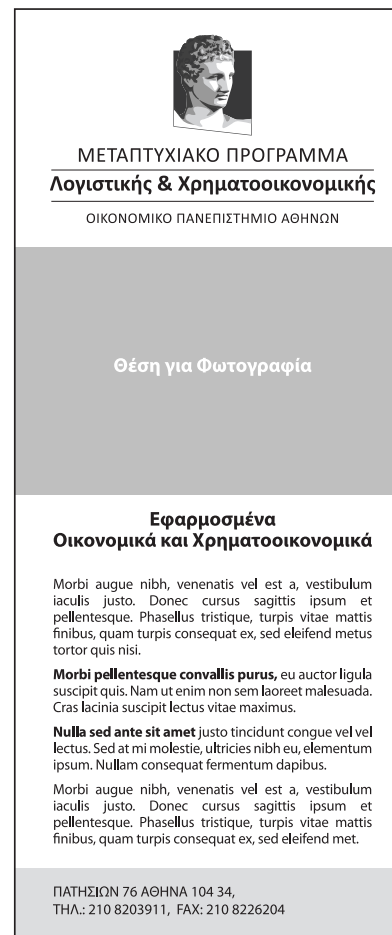 ΜΕΤΑΠΤΥΧΙΑΚΟ ΠΡΟΓΡΑΜΜΑ
Λογιστικής & Χρηματοοικονομικής
ΟΙΚΟΝΟΜΙΚΟ ΠΑΝΕΠΙΣΤΗΜΙΟ ΑΘΗΝΩΝ
Θέση για Φωτογραφία
Εφαρμοσμένα
Οικονομικά και Χρηματοοικονομικά
Morbi augue nibh, venenatis vel est a, vestibulum
iaculis justo. Donec cursus sagittis ipsum et
pellentesque. Phasellus tristique, turpis vitae mattis
finibus, quam turpis consequat ex, sed eleifend metus
tortor quis nisi.
Morbi pellentesque convallis purus, eu auctor ligula
suscipit quis. Nam ut enim non sem laoreet malesuada.
Cras lacinia suscipit lectus vitae maximus.
Nulla sed ante sit amet justo tincidunt congue vel vel
lectus. Sed at mi molestie, ultricies nibh eu, elementum
ipsum. Nullam consequat fermentum dapibus.
Morbi augue nibh, venenatis vel est a, vestibulum
iaculis justo. Donec cursus sagittis ipsum et
pellentesque. Phasellus tristique, turpis vitae mattis
finibus, quam turpis consequat ex, sed eleifend met.
ΠΑΤΗΣΙΩΝ 76 ΑΘΗΝΑ 104 34,
ΤΗΛ.: 210 8203911, FAX: 210 8226204